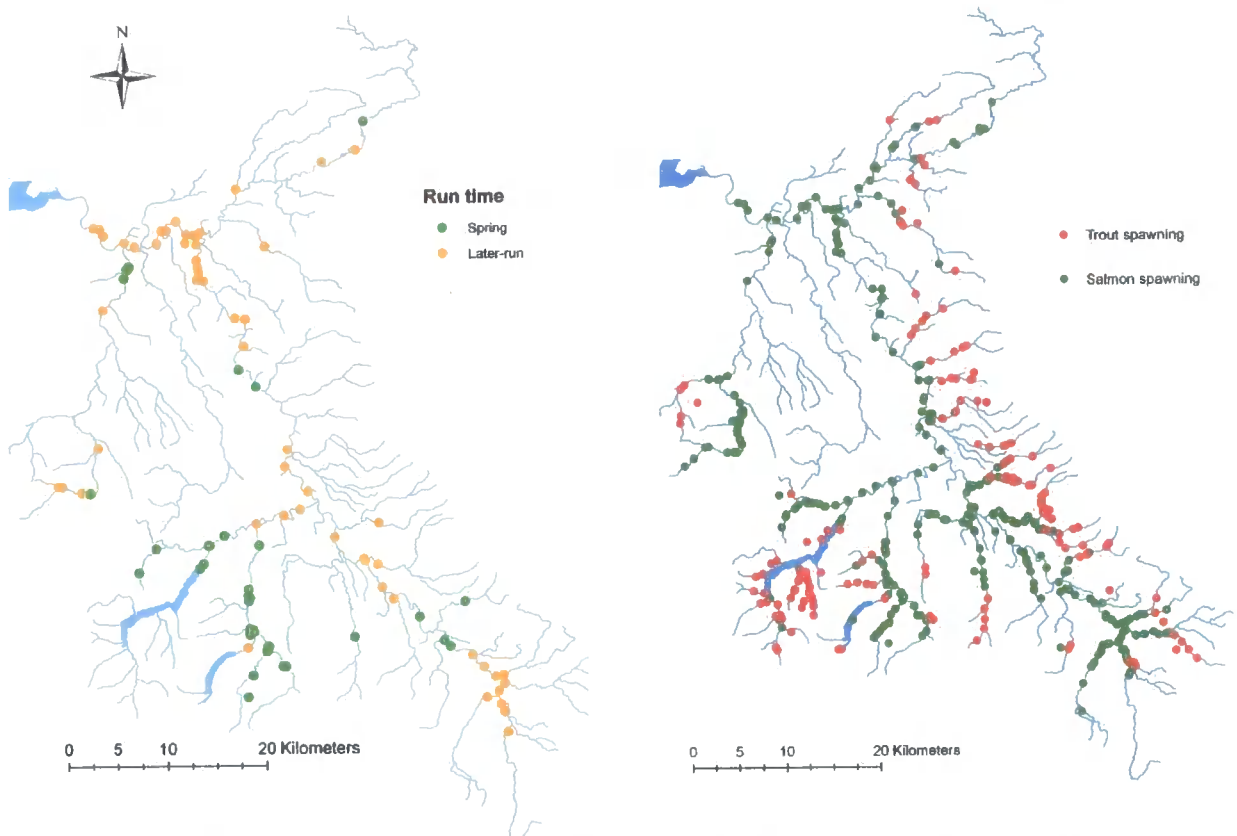 N
Run time
Spring
Later-run
0 5 10 20 Kilometers
Trout spawning
Salmon spawning
0 5 10 20 Kilometers